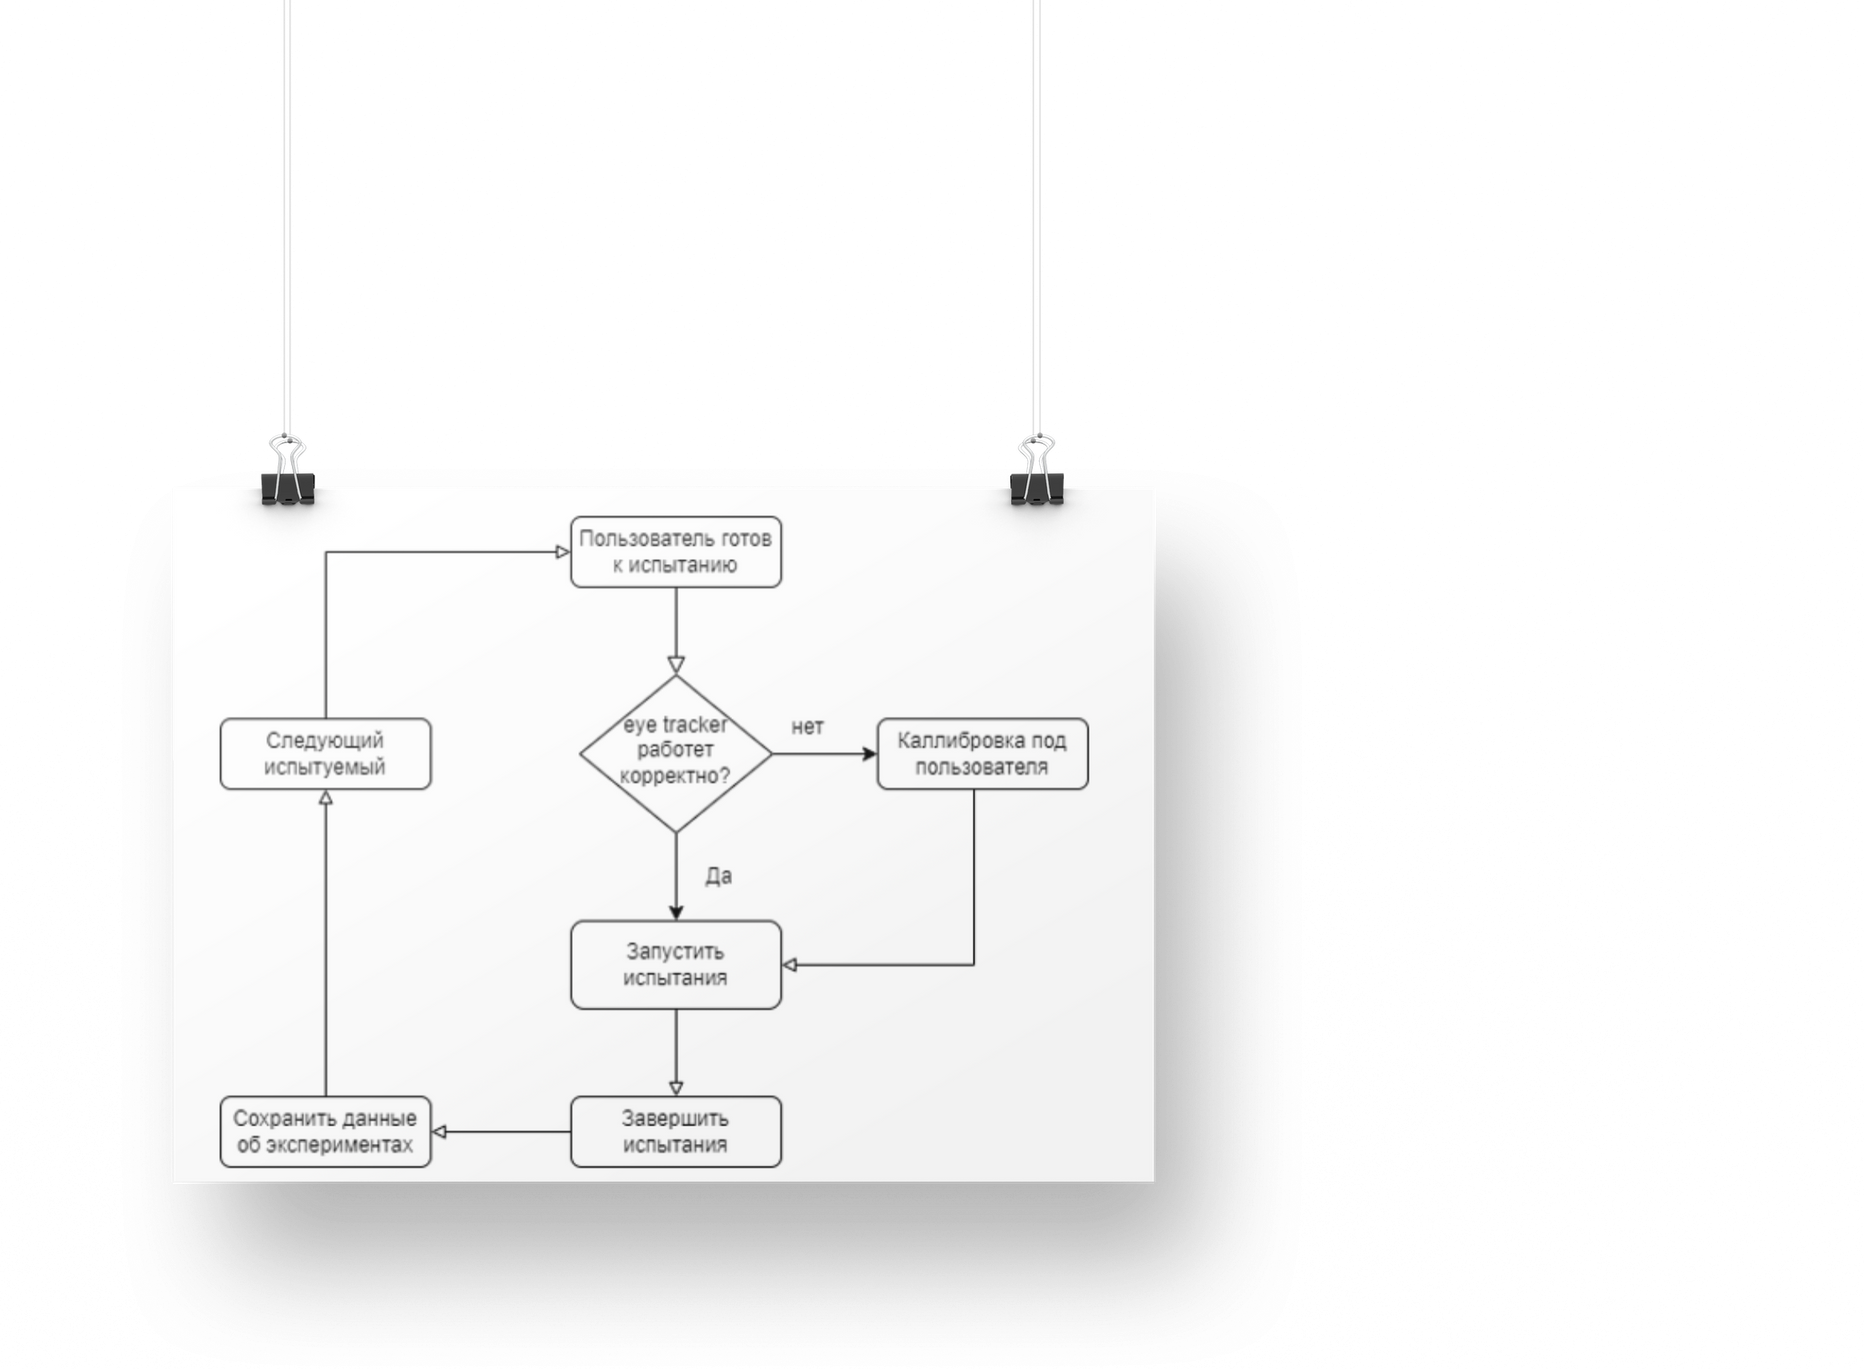 Пользователь готов
к испытанию
eye tracker
работет
корректно?
нет
Каллибровка под
пользователя
Следующий
испытуемый
Да
Запустить
испытания
Завершить
испытания
Сохранить данные
об экспериментах